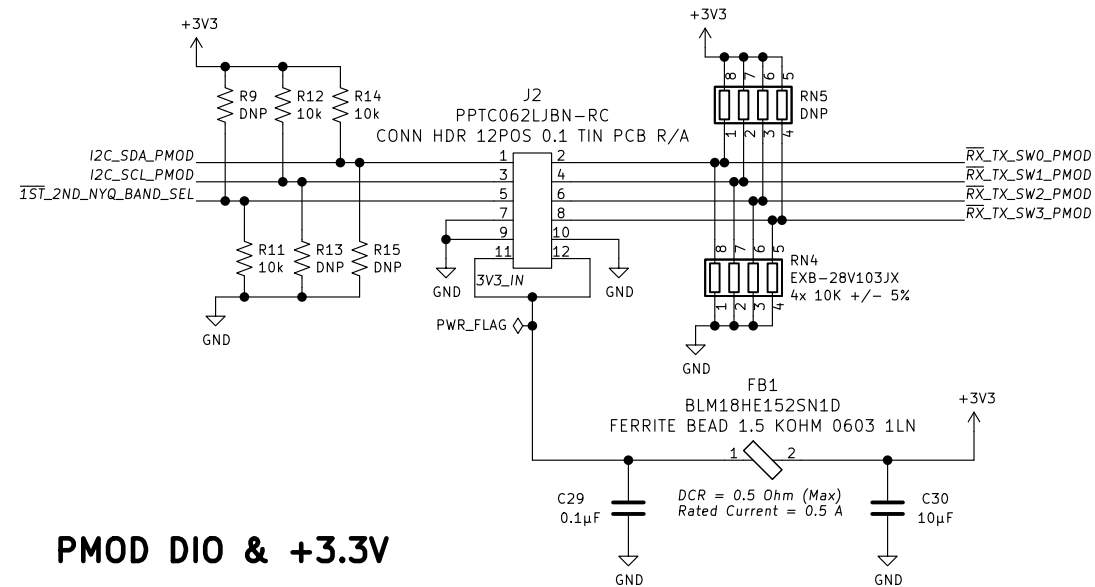 +3V3
R9
DNP
R12
10k
R14
10k
J2
PPTC062LJBN-RC
CONN HDR 12POS 0.1 TIN PCB R/A
+3V3
8
7
6
5
RN5
DNP
1
2
3
4
I2C_SDA_PMOD
I2C_SCL_PMOD
1ST_2ND_NYQ_BAND_SEL
1
3
5
7
9
11
2
4
6
8
10
12
RX_TX_SW0_PMOD
RX_TX_SW1_PMOD
RX_TX_SW2_PMOD
RX_TX_SW3_PMOD
R11
10k
R13
DNP
R15
DNP
GND
GND
3V3_IN
GND
PWR_FLAG
8
7
6
5
RN4
EXB-28V103JX
4x 10K +/- 5%
1
2
3
4
GND
FB1
BLM18HE152SN1D
FERRITE BEAD 1.5 KOHM 0603 1LN
+3V3
1
2
DCR = 0.5 Ohm (Max)
Rated Current = 0.5 A
C29
0.1µF
C30
10µF
GND
GND
PMOD DIO & +3.3V